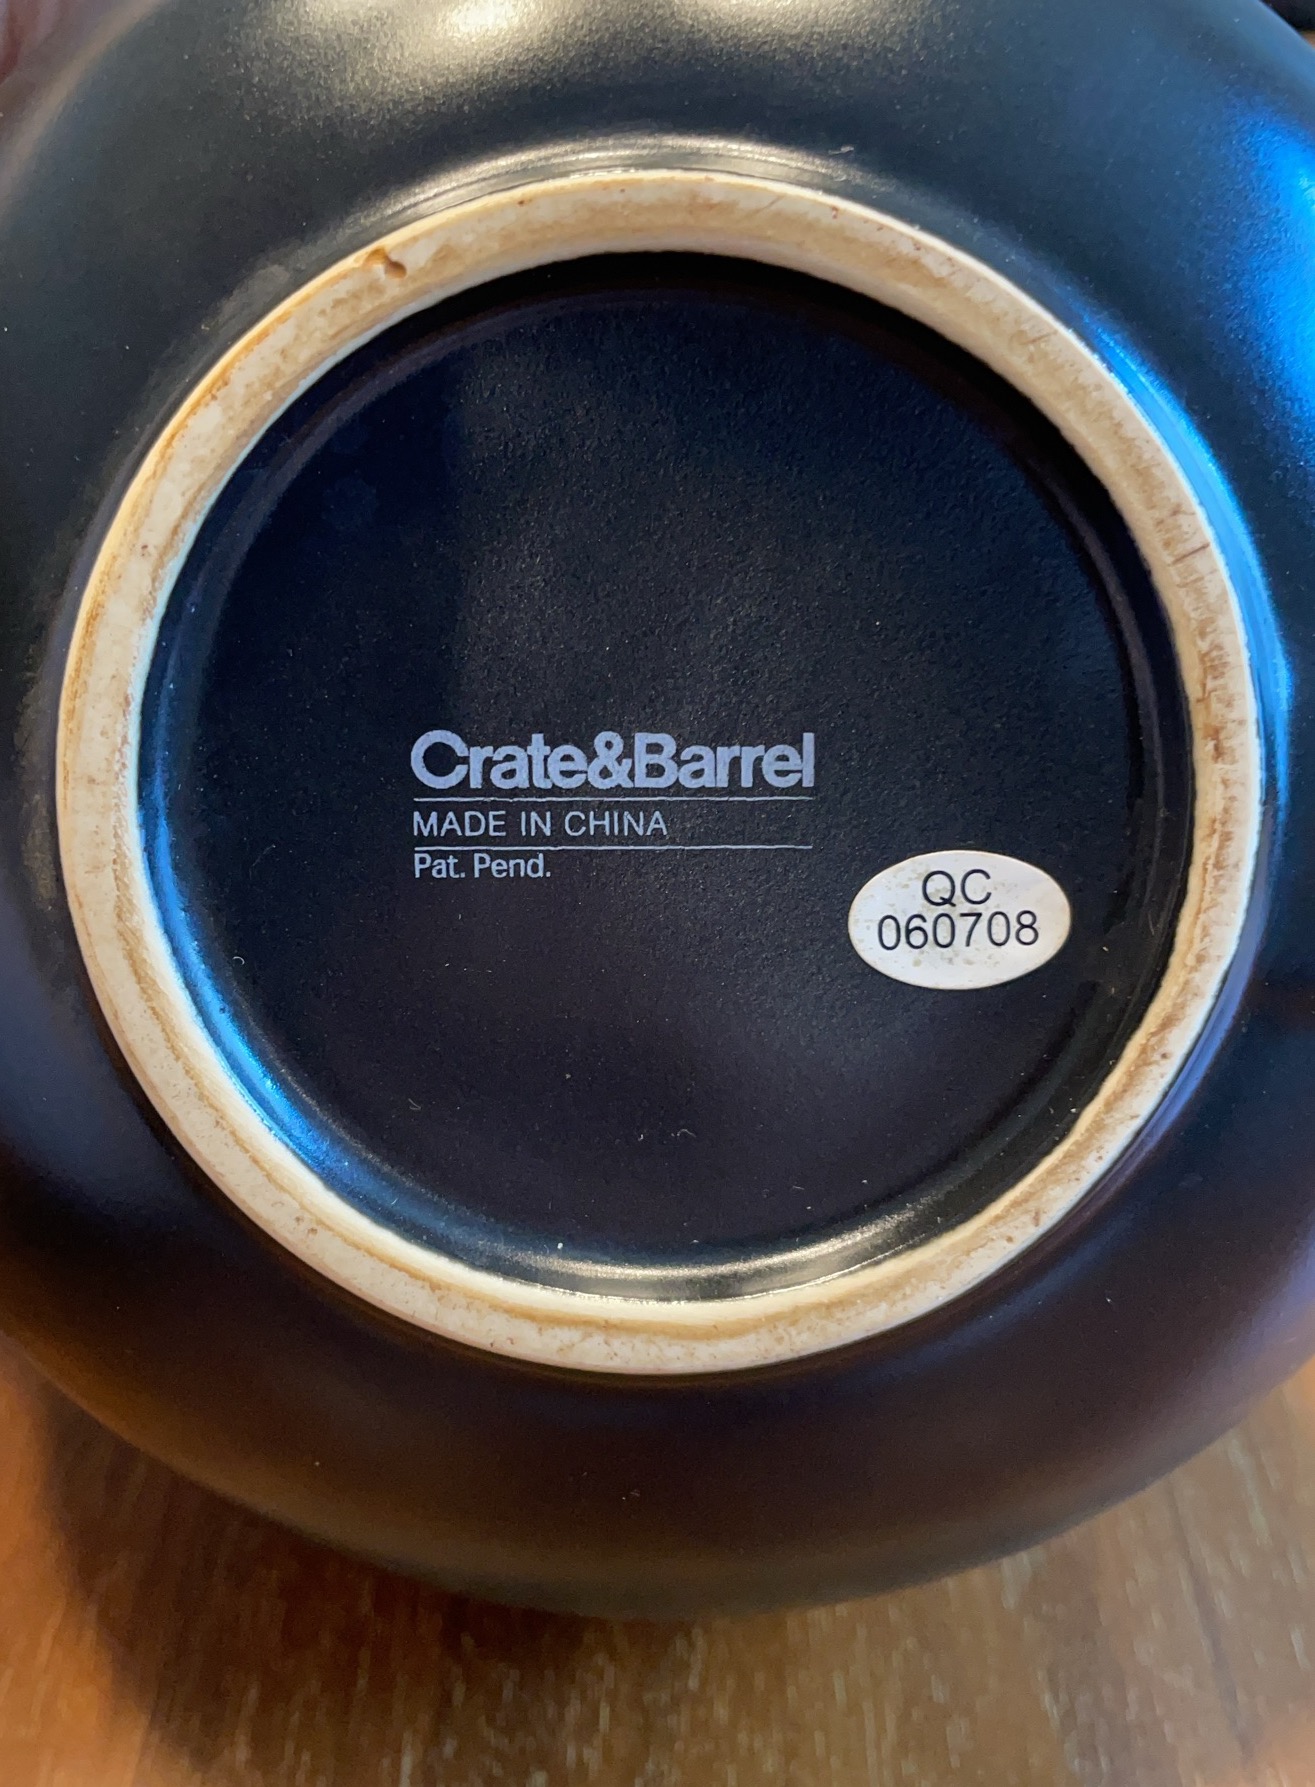 Crate&Barrel
MADE IN CHINA
Pat. Pend.
QC
060708